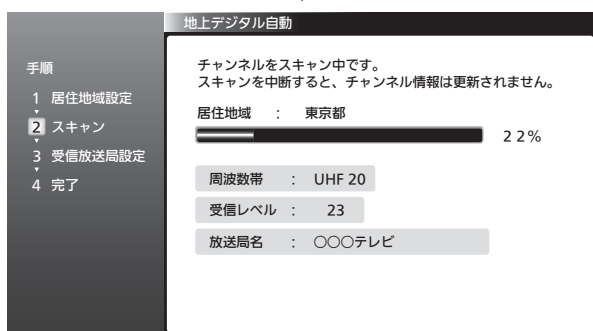 地上デジタル自動
手順
1 居住地域設定
2 スキャン
3 受信放送局設定
4 完了
チャンネルをスキャン中です。
スキャンを中断すると、チャンネル情報は更新されません。
居住地域 : 東京都
22%
周波数帯 : UHF 20
受信レベル : 23
放送局名 : 〇〇〇テレビ